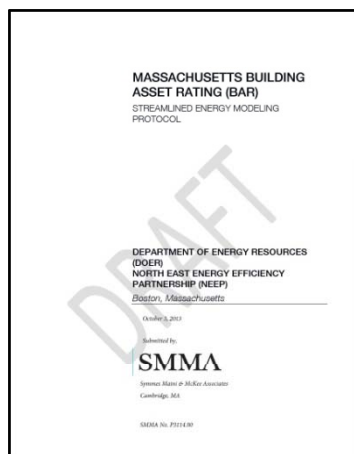 MASSACHUSETTS BUILDING
ASSET RATING (BAR)
STREAMLINED ENERGY MODELING
PROTOCOL
DRAFT
DEPARTMENT OF ENERGY RESOURCES
(DOER)
NORTH EAST ENERGY EFFICIENCY
PARTNERSHIP (NEEP)
Boston, Massachusetts
October 3, 2013
Submitted by,
SMMA
Symmes Maini & McKee Associates
Cambridge, MA
SMMA No. P3114.00